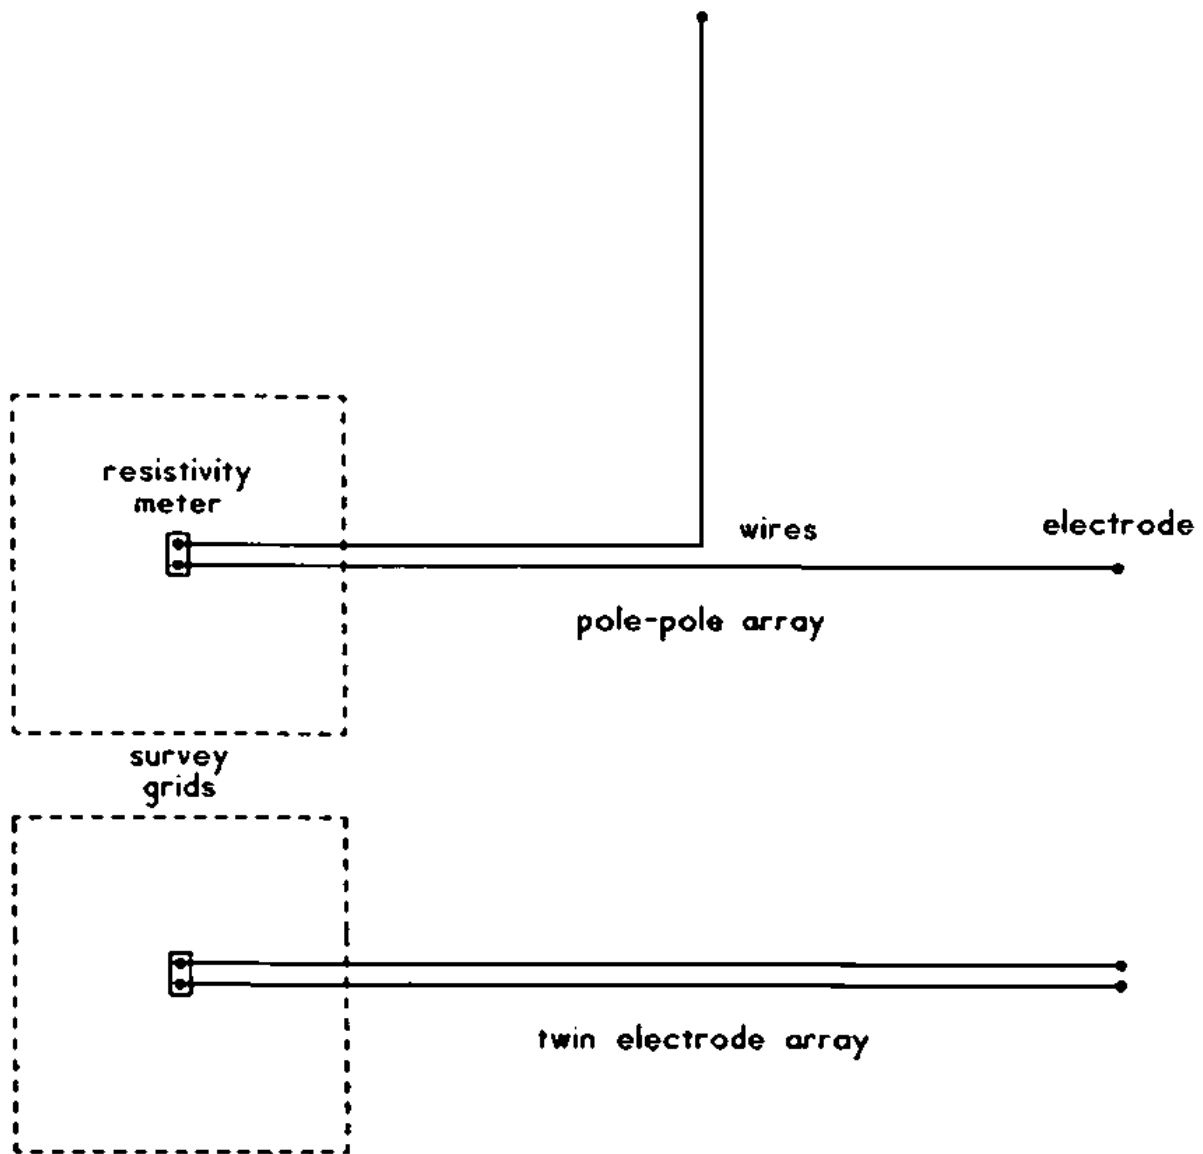 resistivity
meter
wires
electrode
pole-pole array
survey
grids
twin electrode array